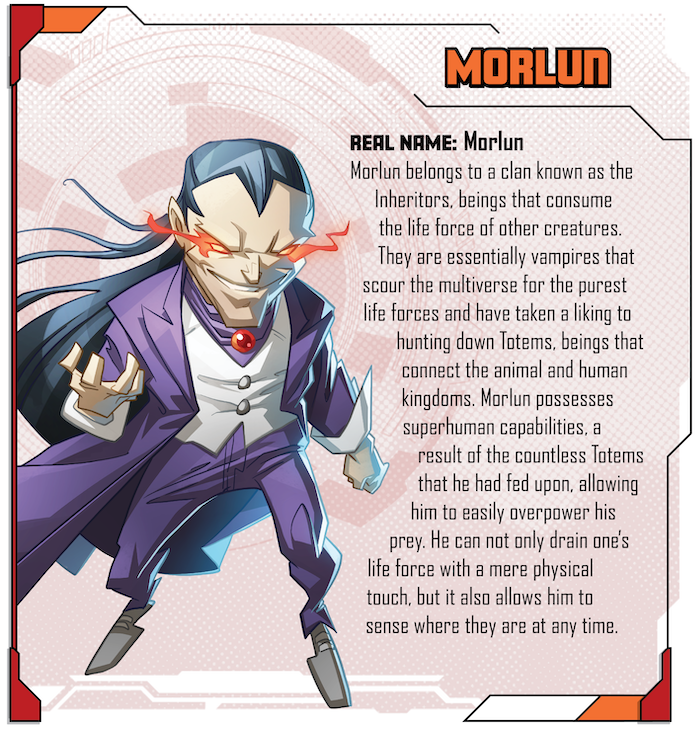 MORLUN
REAL NAME: Morlun
Morlun belongs to a clan known as the
Inheritors, beings that consume
the life force of other creatures.
They are essentially vampires that
scour the multiverse for the purest
life forces and have taken a liking to
hunting down Totems, beings that
connect the animal and human
kingdoms. Morlun possesses
superhuman capabilities, a
result of the countless Totems
that he had fed upon, allowing
him to easily overpower his
prey. He can not only drain one's
life force with a mere physical
touch, but it also allows him to
sense where they are at any time.